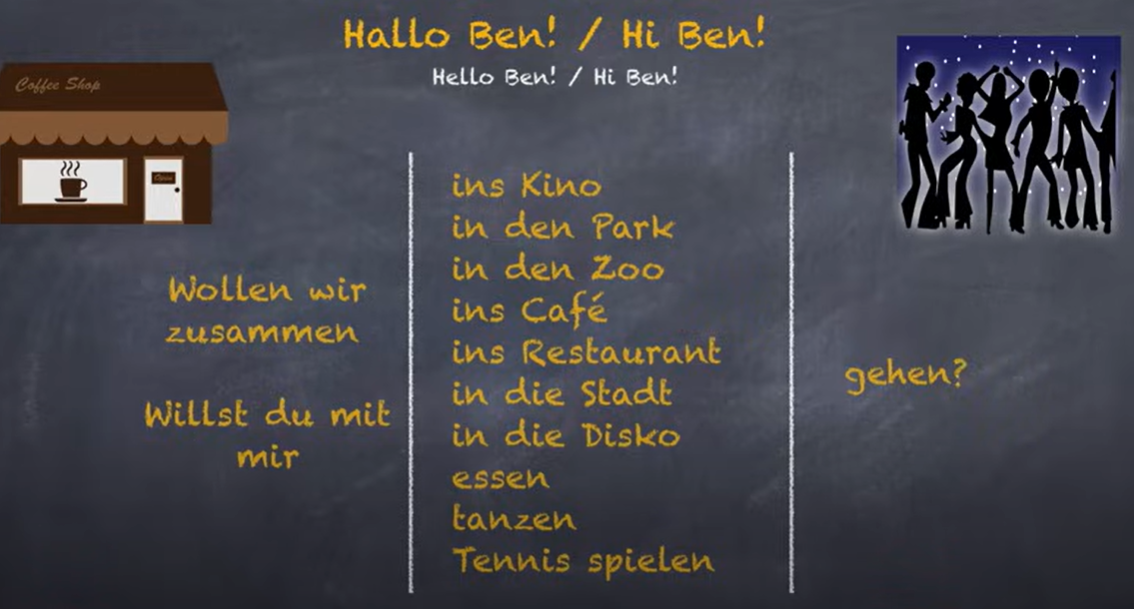 Hallo Ben! / Hi Ben!
Hello Ben! / Hi Ben!
Coffee Shop
Open
Wollen wir
zusammen
Willst du mit
mir
ins Kino
in den Park
in den Zoo
ins Café
ins Restaurant
in die Stadt
in die Disko
essen
tanzen
Tennis spielen
gehen?